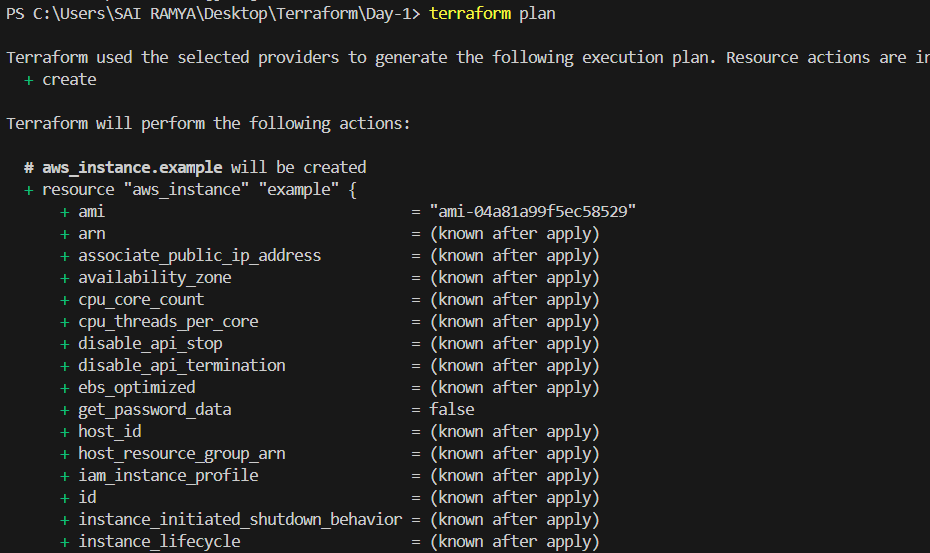 PS C:\Users\SAI RAMYA\Desktop\Terraform\Day-1> terraform plan
Terraform used the selected providers to generate the following execution plan. Resource actions are
+ create
Terraform will perform the following actions:
# aws_instance.example will be created
+ resource "aws_instance" "example" {
+ ami = "ami-04a81a99f5ec58529"
+ arn = (known after apply)
+ associate_public_ip_address = (known after apply)
+ availability_zone = (known after apply)
+ cpu_core_count = (known after apply)
+ cpu_threads_per_core = (known after apply)
+ disable_api_stop = (known after apply)
+ disable_api_termination = (known after apply)
+ ebs_optimized = (known after apply)
+ get_password_data = false
+ host_id = (known after apply)
+ host_resource_group_arn = (known after apply)
+ iam_instance_profile = (known after apply)
+ id = (known after apply)
+ instance_initiated_shutdown_behavior = (known after apply)
+ instance_lifecycle = (known after apply)